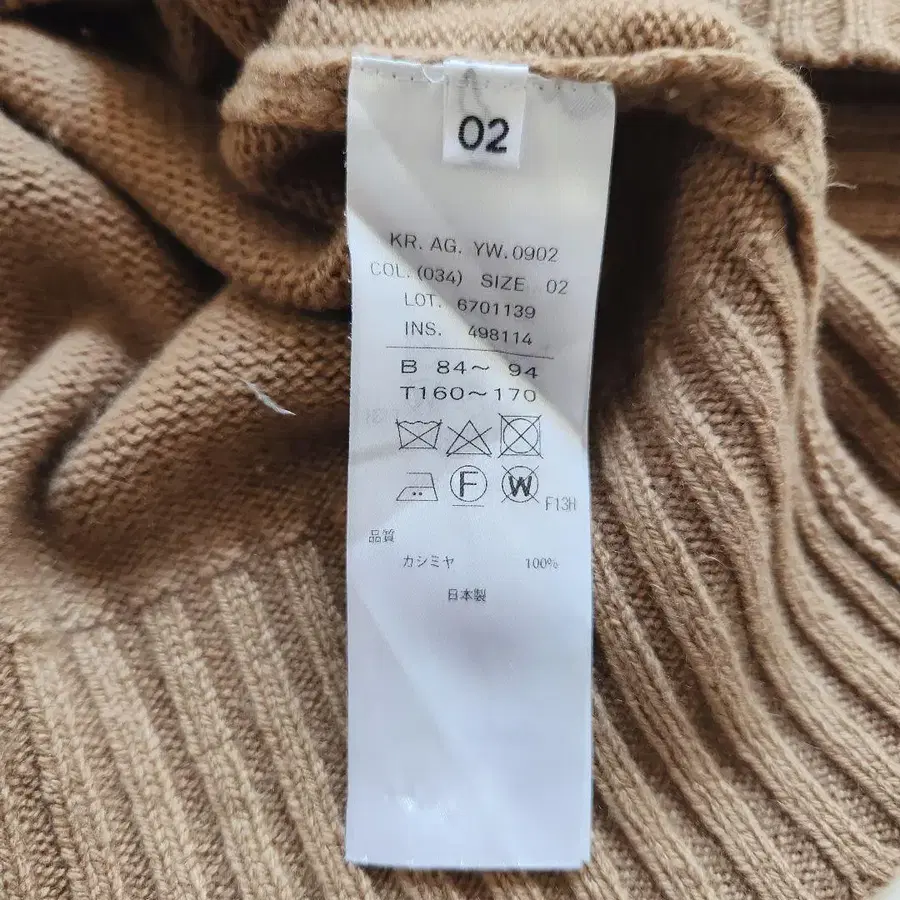 02
KR. AG. YW. 0902
COL. (034) SIZE 02
LOT. 6701139
INS. 498114
B 84～ 94
T160～170
F W F13H
品質
カシミヤ 100%
日本製